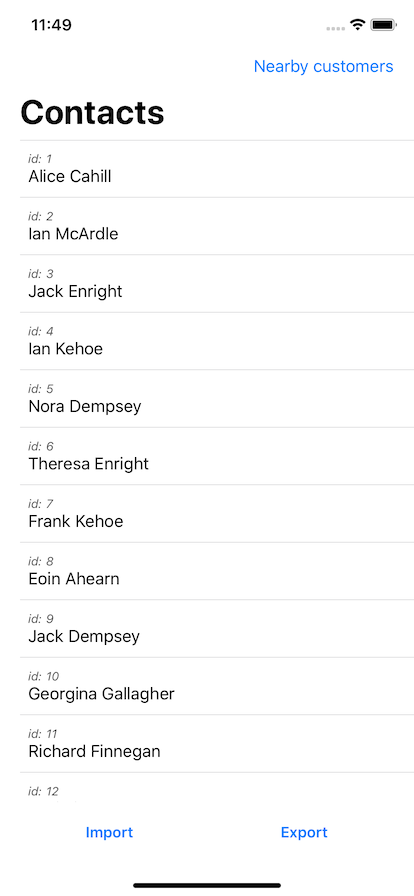 11:49
Nearby customers
Contacts
id: 1
Alice Cahill
id: 2
Ian McArdle
id: 3
Jack Enright
id: 4
Ian Kehoe
id: 5
Nora Dempsey
id: 6
Theresa Enright
id: 7
Frank Kehoe
id: 8
Eoin Ahearn
id: 9
Jack Dempsey
id: 10
Georgina Gallagher
id: 11
Richard Finnegan
id: 12
Import Export